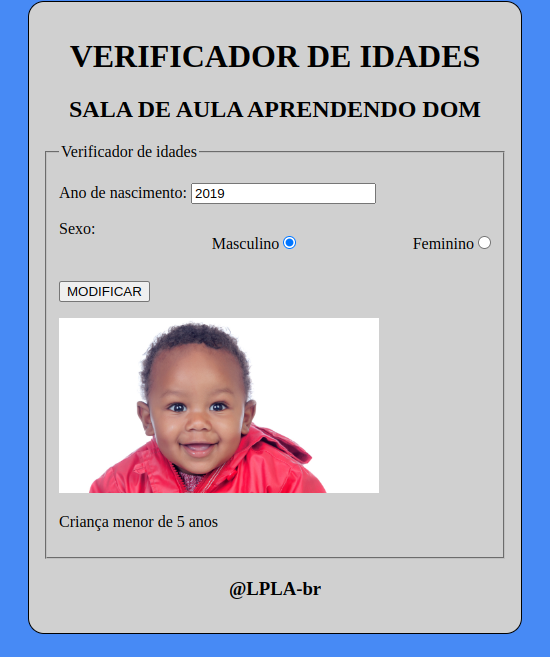 VERIFICADOR DE IDADES
SALA DE AULA APRENDENDO DOM
Verificador de idades
Ano de nascimento: 2019
Sexo:
Masculino Feminino
MODIFICAR
Criança menor de 5 anos
@LPLA-br